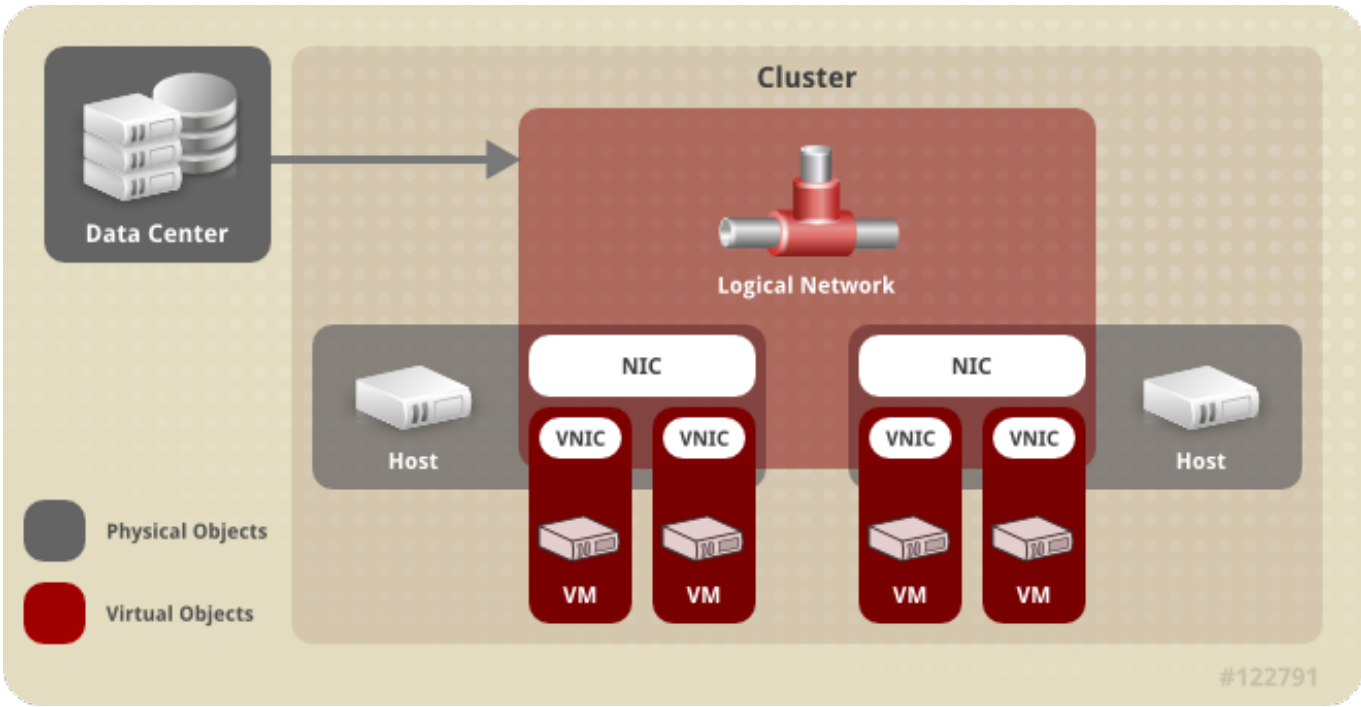 Cluster
Data Center
Logical Network
NIC
NIC
VNIC
VNIC
VNIC
VNIC
Host
Host
Physical Objects
VM
VM
VM
VM
Virtual Objects
#122791